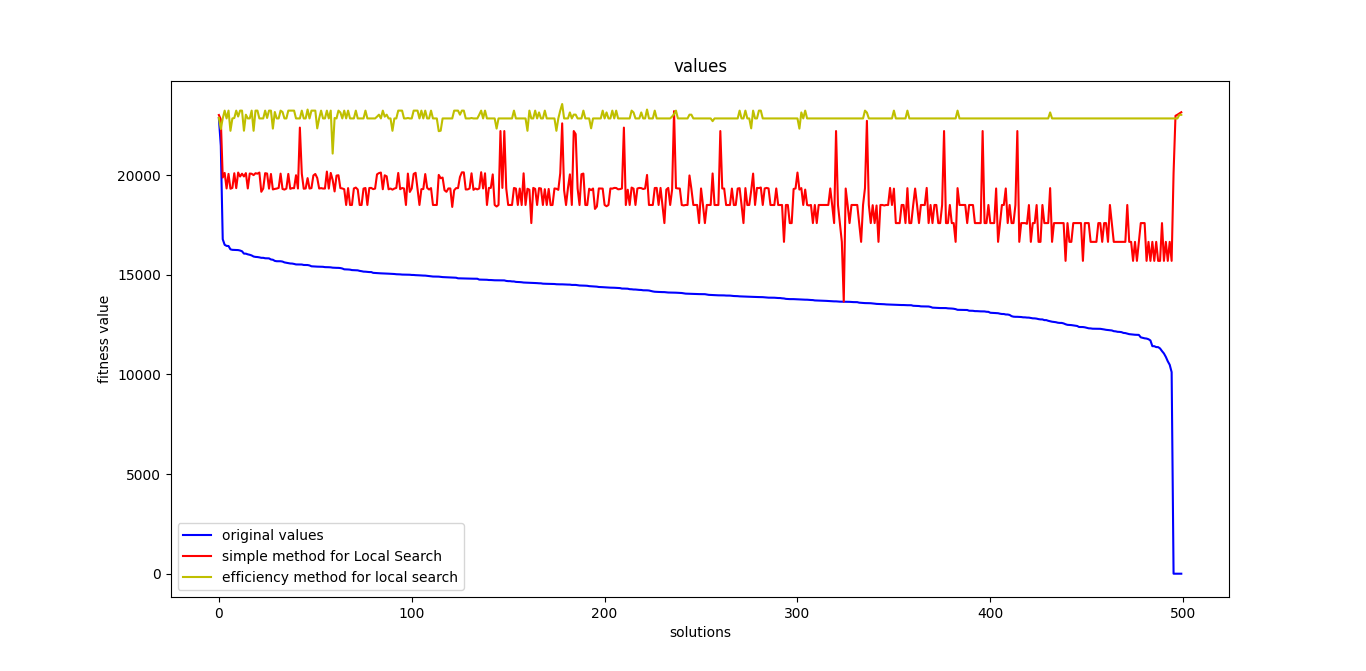 values
fitness value
20000
15000
10000
5000
0
original values
simple method for Local Search
efficiency method for local search
0 100 200 300 400 500
solutions